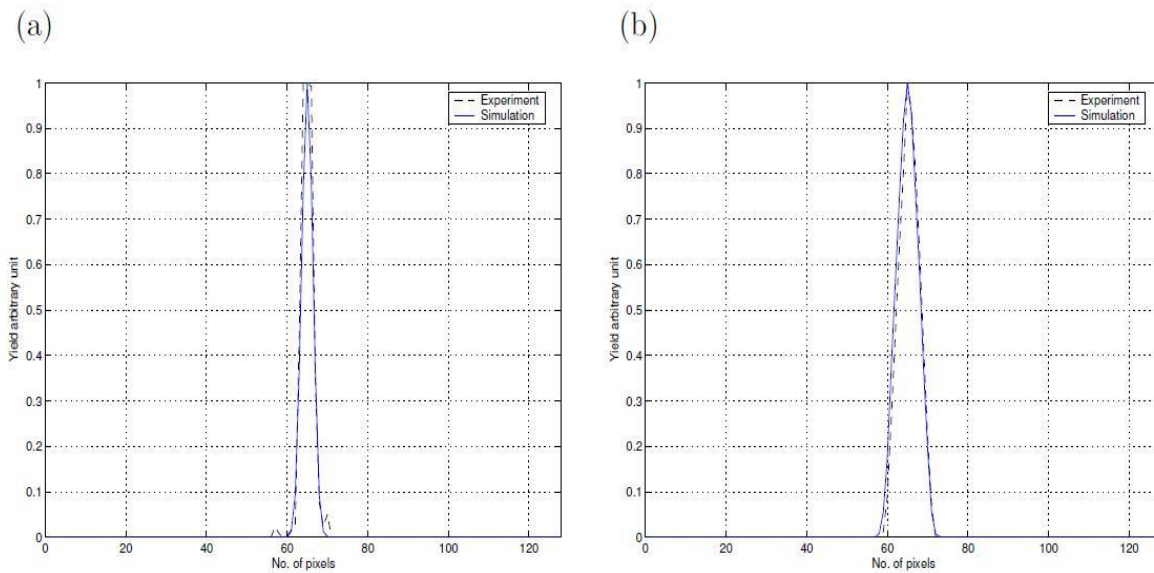 (a)
Yield arbitrary unit
1
0.9
0.8
0.7
0.6
0.5
0.4
0.3
0.2
0.1
0
0 20 40 60 80 100 120
No. of pixels
Experiment
Simulation
(b)
Yield arbitrary unit
1
0.9
0.8
0.7
0.6
0.5
0.4
0.3
0.2
0.1
0
0 20 40 60 80 100 120
No. of pixels
Experiment
Simulation